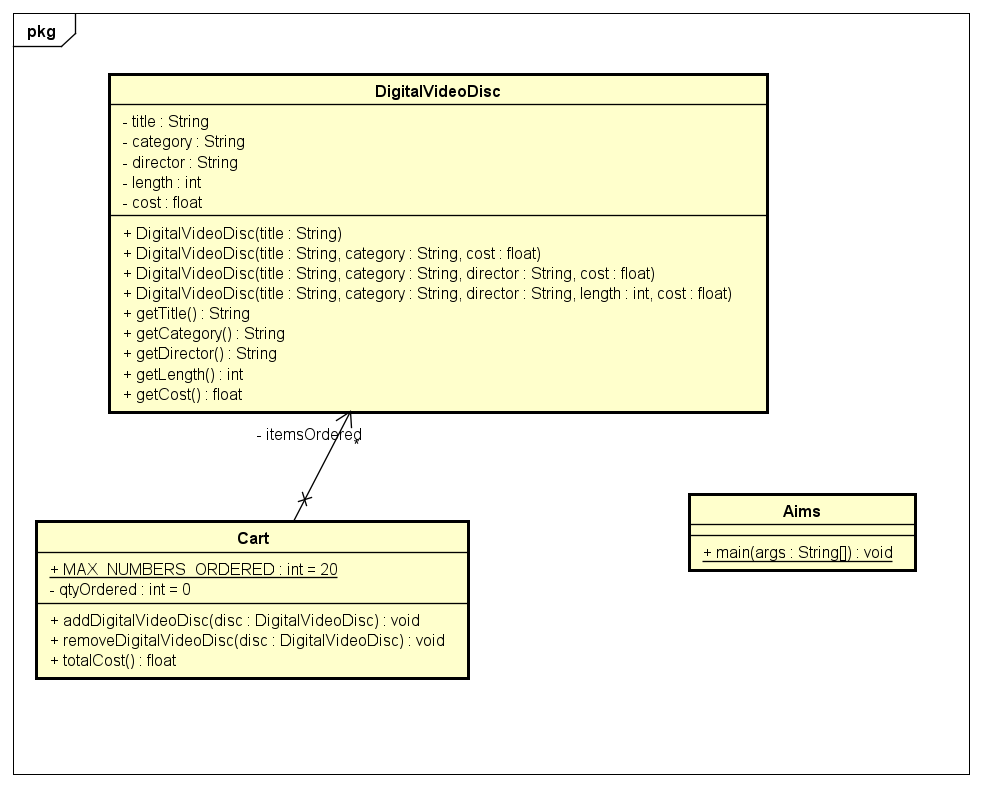 pkg
DigitalVideoDisc
- title : String
- category : String
- director : String
- length : int
- cost : float
+ DigitalVideoDisc(title : String)
+ DigitalVideoDisc(title : String, category : String, cost : float)
+ DigitalVideoDisc(title : String, category : String, director : String, cost : float)
+ DigitalVideoDisc(title : String, category : String, director : String, length : int, cost : float)
+ getTitle() : String
+ getCategory() : String
+ getDirector() : String
+ getLength() : int
+ getCost() : float
- itemsOrdered
*
Cart
+ MAX_NUMBERS_ORDERED : int = 20
- qtyOrdered : int = 0
+ addDigitalVideoDisc(disc : DigitalVideoDisc) : void
+ removeDigitalVideoDisc(disc : DigitalVideoDisc) : void
+ totalCost() : float
Aims
+ main(args : String[]) : void